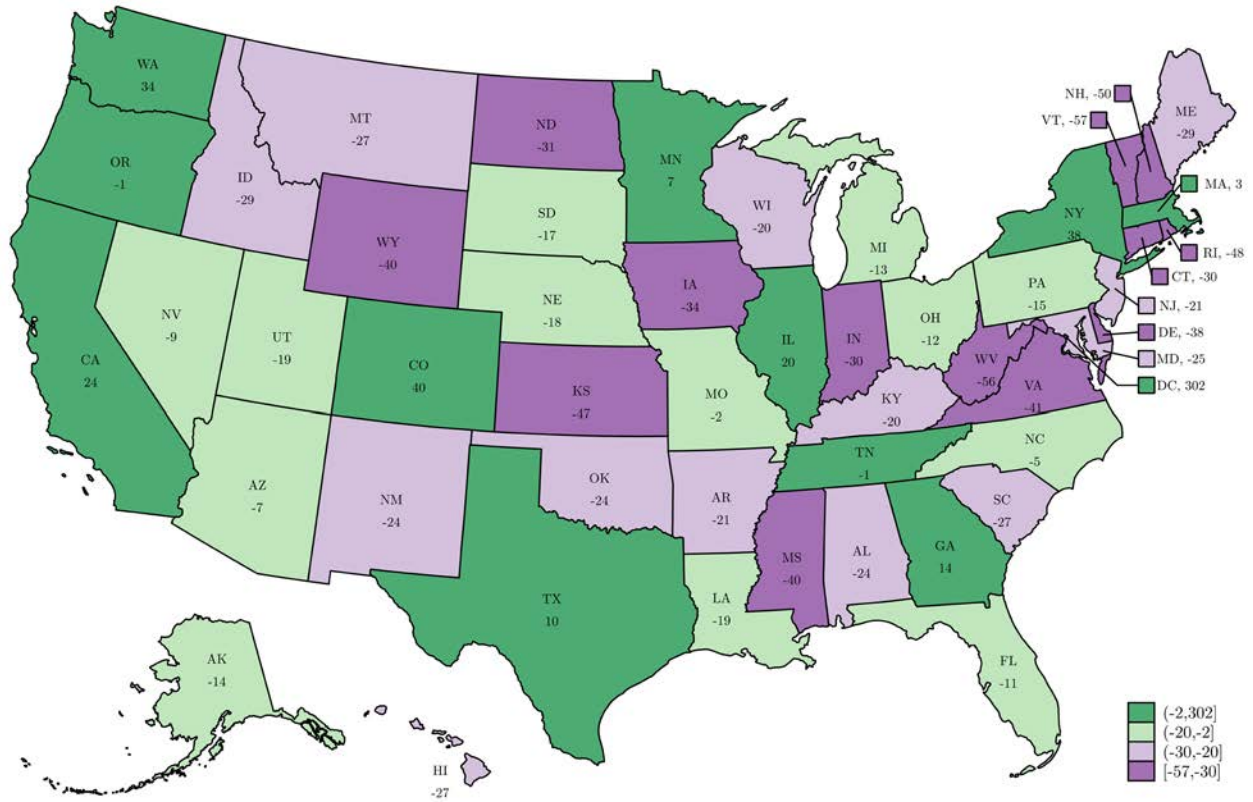 WA
34
OR
-1
CA
24
NV
-9
ID
-29
MT
-27
WY
-40
UT
-19
CO
40
AZ
-7
NM
-24
ND
-31
SD
-17
NE
-18
KS
-47
OK
-24
TX
10
MN
7
IA
-34
MO
-2
AR
-21
LA
-19
WI
-20
IL
20
MI
-13
IN
-30
OH
-12
KY
-20
TN
-1
MS
-40
AL
-24
GA
14
FL
-11
SC
-27
NC
-5
VA
-41
WV
-56
PA
-15
NY
38
ME
-29
NH, -50
VT, -57
MA, 3
RI, -48
CT, -30
NJ, -21
DE, -38
MD, -25
DC, 302
AK
-14
HI
-27
(-2,302]
(-20,-2]
(-30,-20]
[-57,-30]